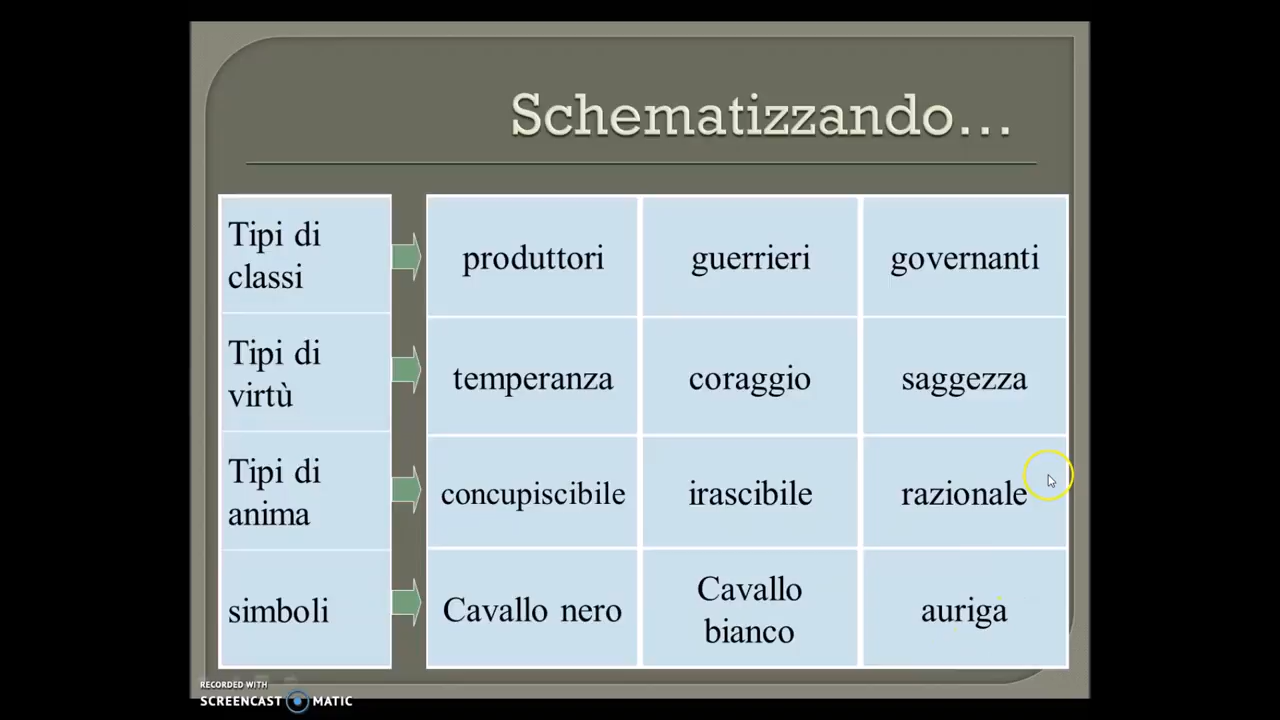 Schematizzando...
Tipi di
classi
produttori
guerrieri
governanti
Tipi di
virtù
temperanza
coraggio
saggezza
Tipi di
anima
concupiscibile
irascibile
razionale
simboli
Cavallo nero
Cavallo
bianco
auriga
RECORDED WITH
SCREENCAST MATIC